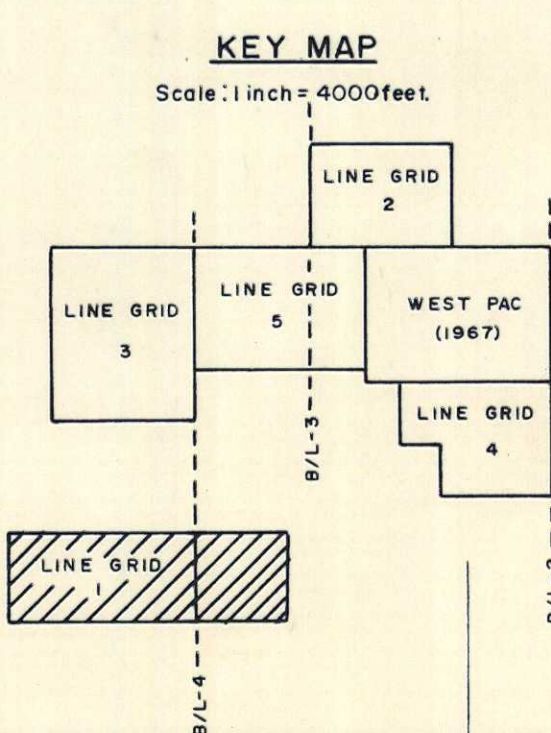 KEY MAP
Scale: 1 inch = 4000 feet.
LINE GRID
2
LINE GRID
3
LINE GRID
5
WEST PAC
(1967)
B/L-3
LINE GRID
4
LINE GRID
1
B/L-4